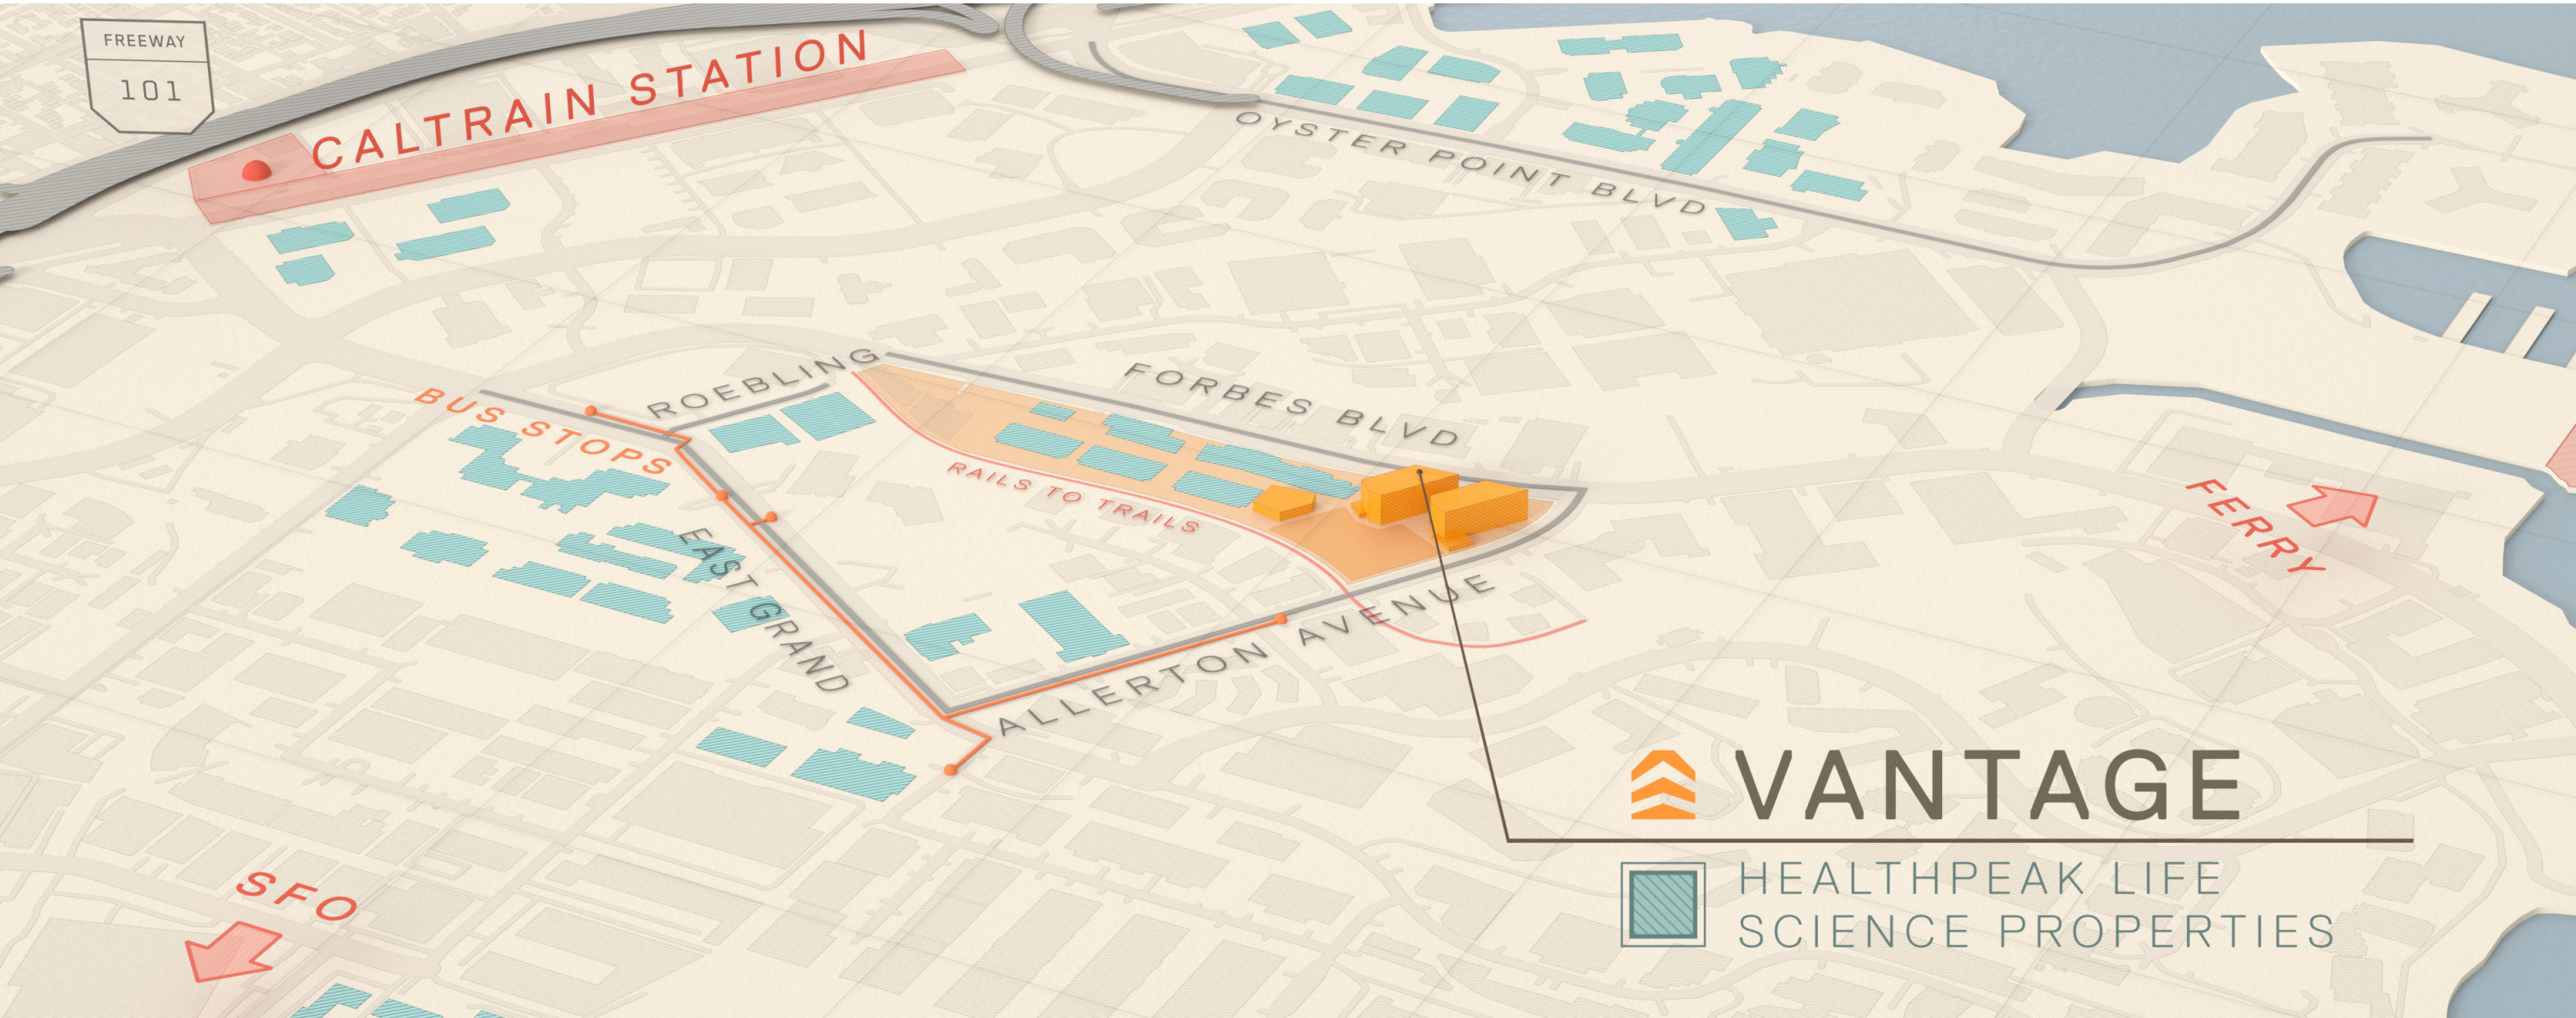 FREEWAY
101
CALTRAIN STATION
OYSTER POINT BLVD
ROEBLING
FORBES BLVD
BUS STOPS
RAILS TO TRAILS
EAST GRAND
FERRY
ALLERTON AVENUE
VANTAGE
SFO
HEALTHPEAK LIFE
SCIENCE PROPERTIES